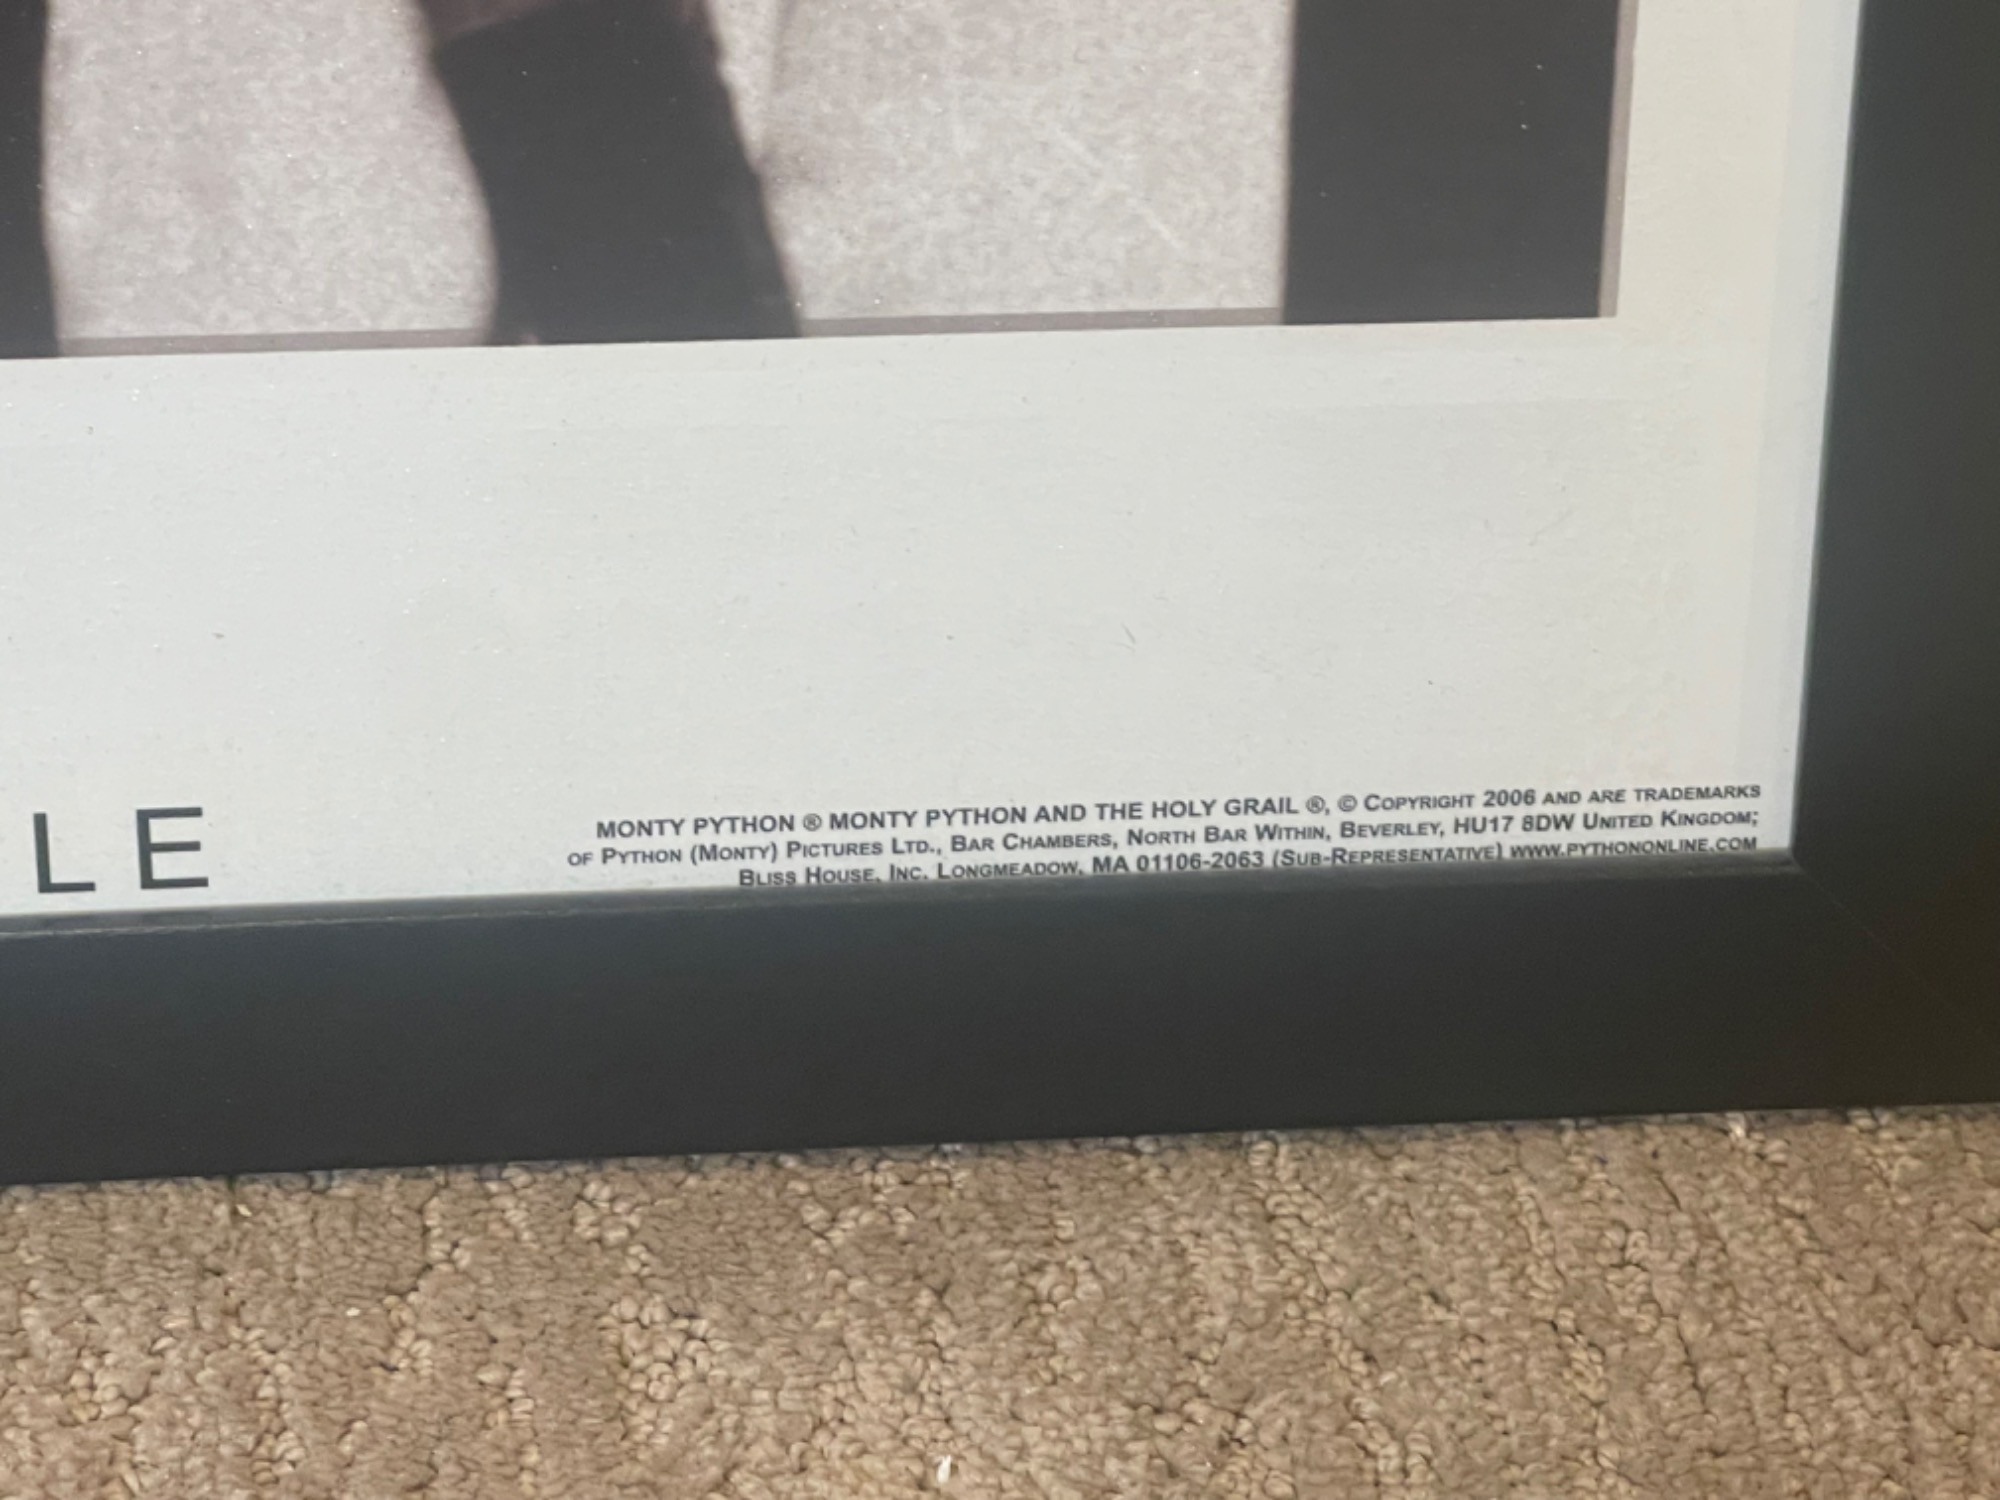 LE
MONTY PYTHON ® MONTY PYTHON AND THE HOLY GRAIL ®, © COPYRIGHT 2006 AND ARE TRADEMARKS
OF PYTHON (MONTY) PICTURES LTD., BAR CHAMBERS, NORTH BAR WITHIN, BEVERLEY, HU17 8DW UNITED KINGDOM;
BLISS HOUSE, INC. LONGMEADOW, MA 01106-2063 (SUB-REPRESENTATIVE) WWW.PYTHONONLINE.COM